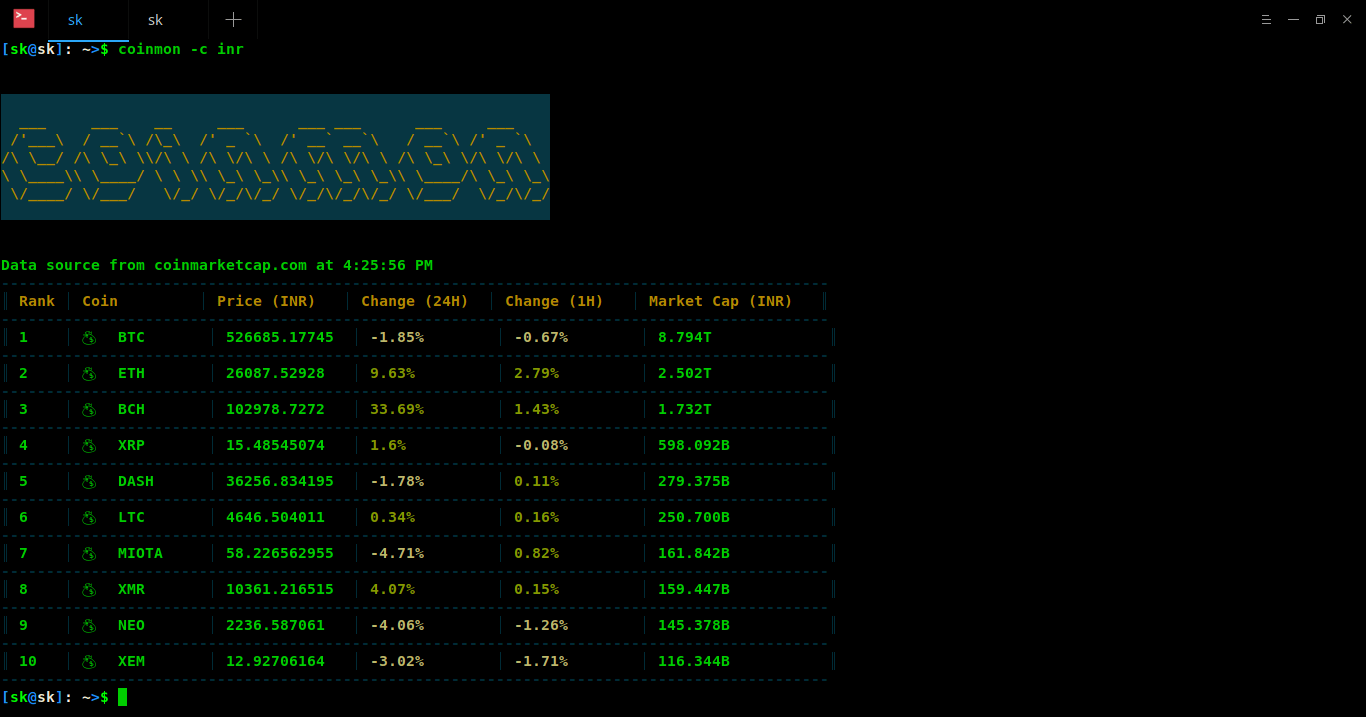 sk sk
[sk@sk]: ~>$ coinmon -c inr
coinmon
Data source from coinmarketcap.com at 4:25:56 PM
Rank Coin Price (INR) Change (24H) Change (1H) Market Cap (INR)
1 BTC 526685.17745 -1.85% -0.67% 8.794T
2 ETH 26087.52928 9.63% 2.79% 2.502T
3 BCH 102978.7272 33.69% 1.43% 1.732T
4 XRP 15.48545074 1.6% -0.08% 598.092B
5 DASH 36256.834195 -1.78% 0.11% 279.375B
6 LTC 4646.504011 0.34% 0.16% 250.700B
7 MIOTA 58.226562955 -4.71% 0.82% 161.842B
8 XMR 10361.216515 4.07% 0.15% 159.447B
9 NEO 2236.587061 -4.06% -1.26% 145.378B
10 XEM 12.92706164 -3.02% -1.71% 116.344B
[sk@sk]: ~>$